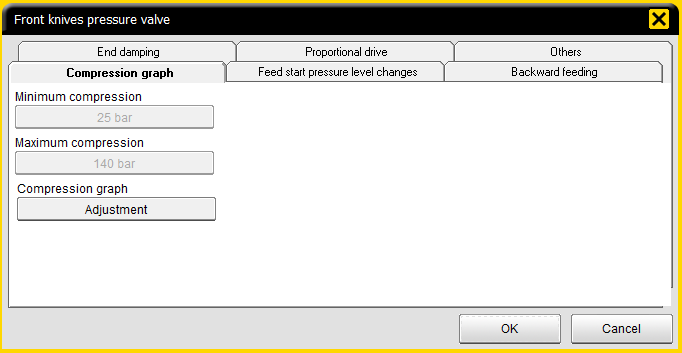 Front knives pressure valve
End damping
Proportional drive
Others
Compression graph
Feed start pressure level changes
Backward feeding
Minimum compression
25 bar
Maximum compression
140 bar
Compression graph
Adjustment
OK
Cancel